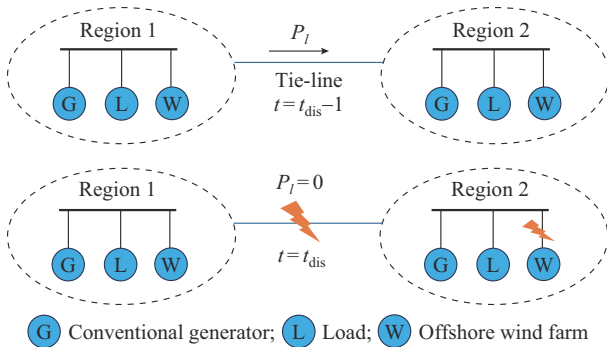 Region 1
P_l
Region 2
G L W
Tie-line
t = t_dis−1
G L W
Region 1
P_l = 0
Region 2
G L W
t = t_dis
G L W
G Conventional generator; L Load; W Offshore wind farm